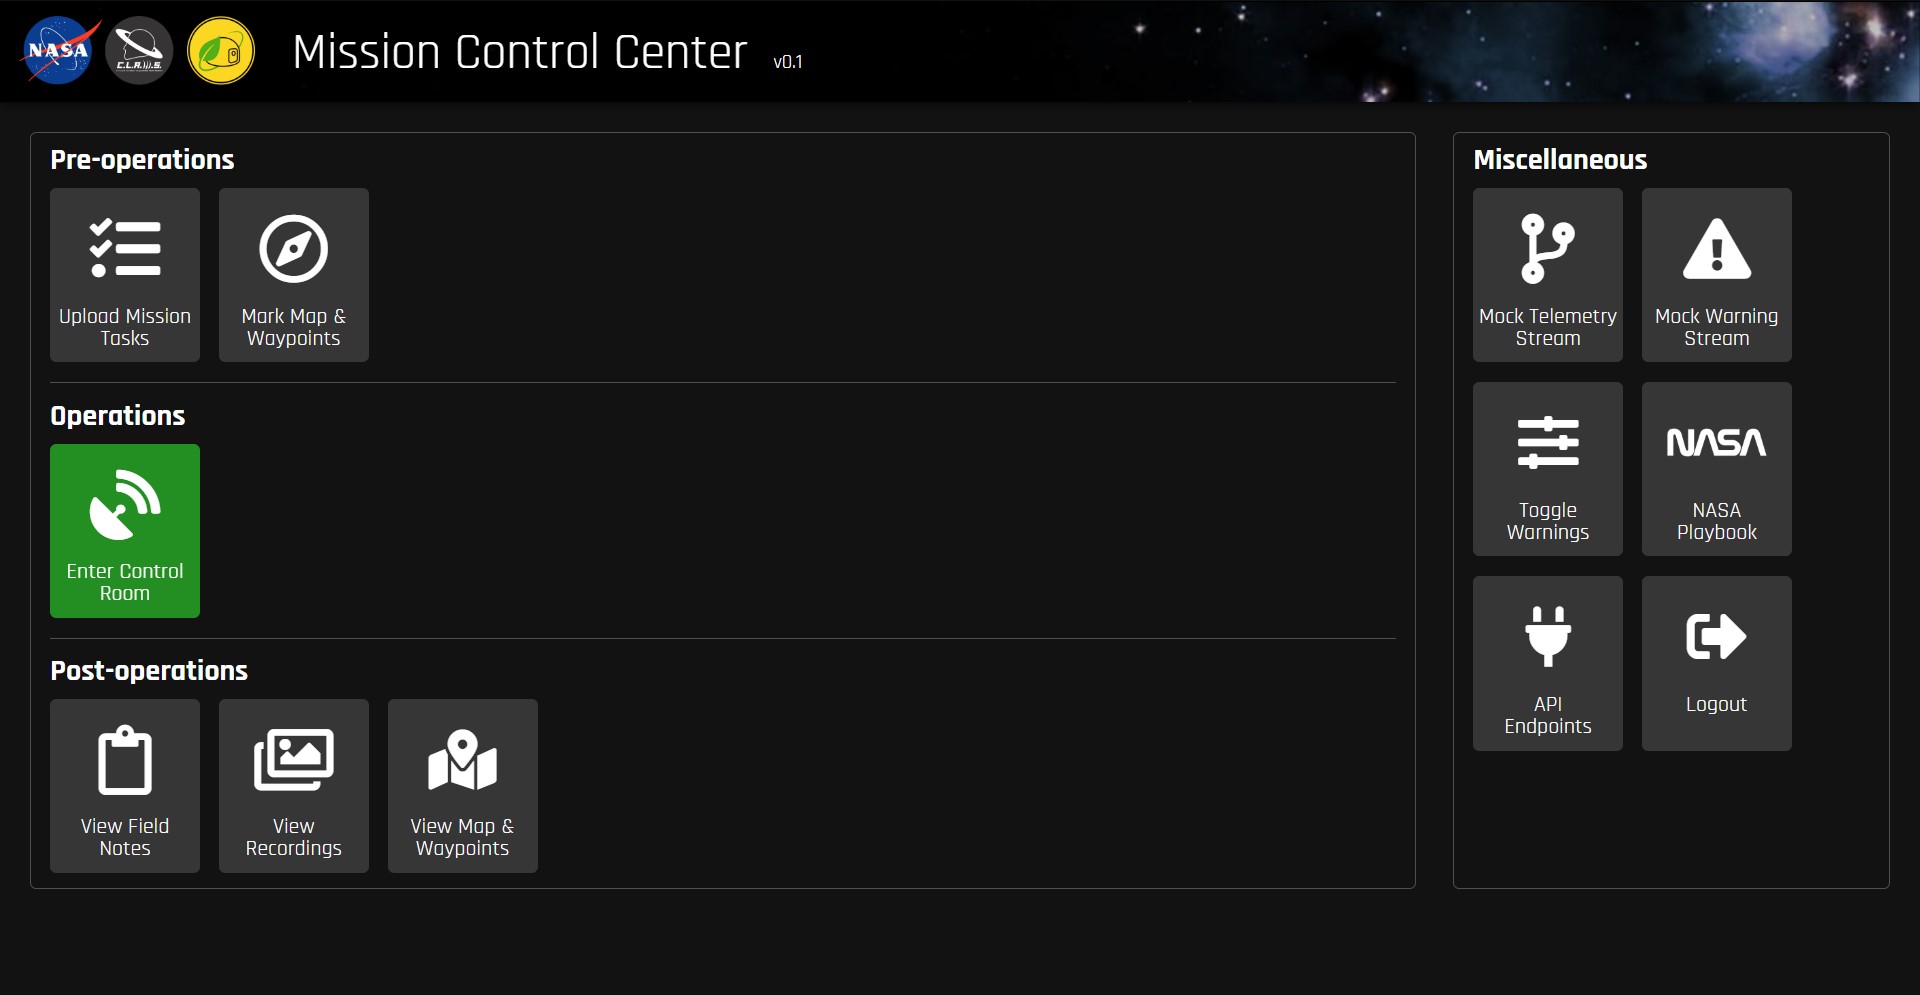 NASA
C.L.A.W.S.
Mission Control Center v0.1
Pre-operations
Upload Mission
Tasks
Mark Map &
Waypoints
Operations
Enter Control
Room
Post-operations
View Field
Notes
View
Recordings
View Map &
Waypoints
Miscellaneous
Mock Telemetry
Stream
Mock Warning
Stream
Toggle
Warnings
NASA
NASA
Playbook
API
Endpoints
Logout